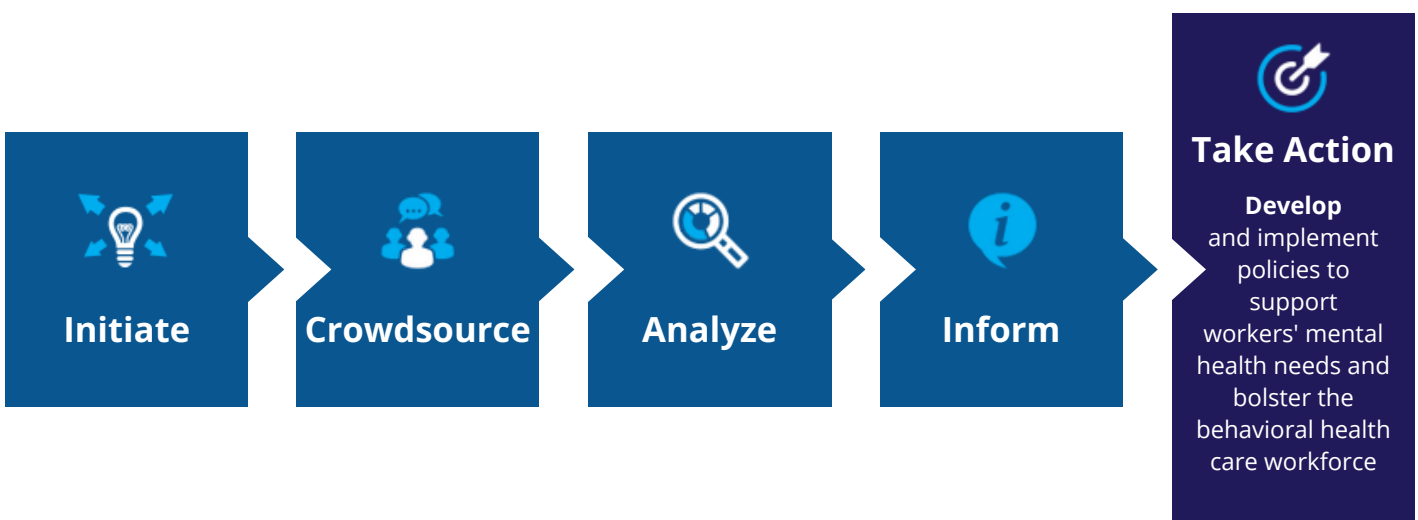 Initiate
Crowdsource
Analyze
Inform
Take Action
Develop
and implement
policies to
support
workers' mental
health needs and
bolster the
behavioral health
care workforce